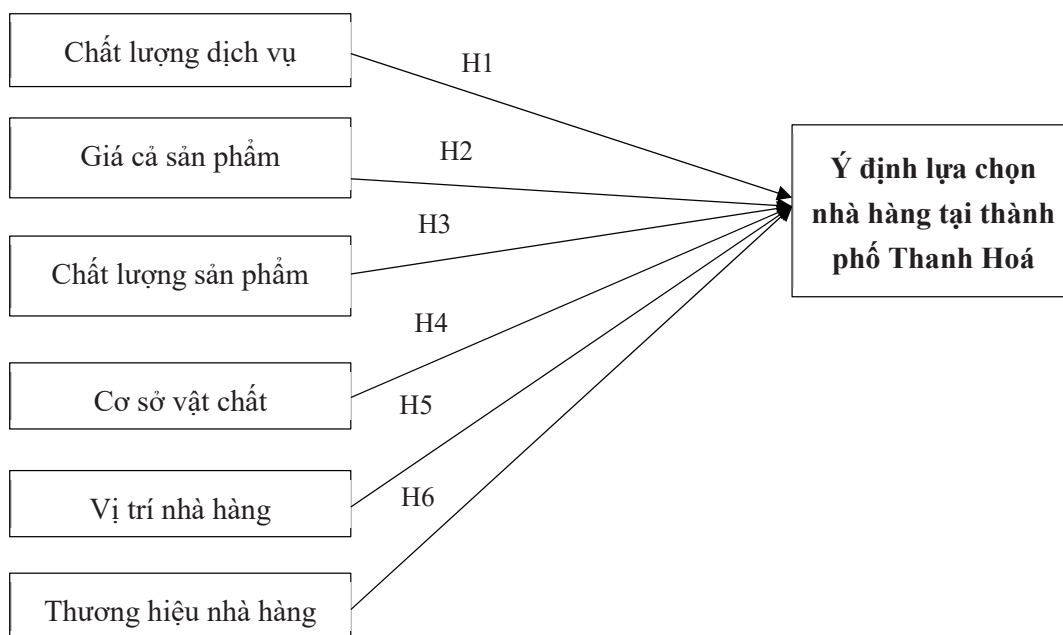 Chất lượng dịch vụ
H1
Giá cả sản phẩm
H2
H3
Chất lượng sản phẩm
H4
Cơ sở vật chất
H5
Vị trí nhà hàng
H6
Thương hiệu nhà hàng
Ý định lựa chọn
nhà hàng tại thành
phố Thanh Hoá